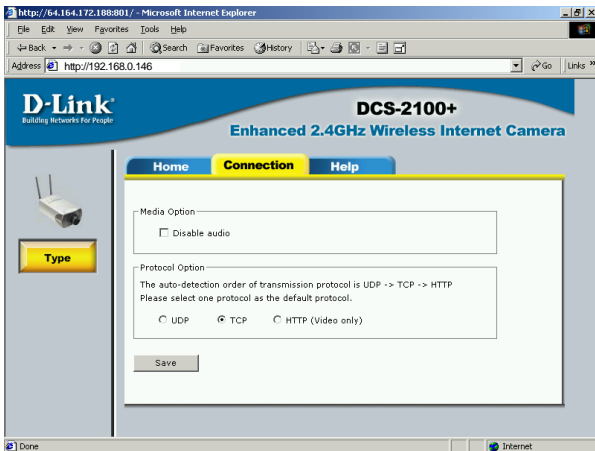 http://64.164.172.188:801/ - Microsoft Internet Explorer
File Edit View Favorites Tools Help
Back Search Favorites History
Address http://192.168.0.146 Go Links »
D-Link
Building Networks for People
DCS-2100+
Enhanced 2.4GHz Wireless Internet Camera
Home Connection Help
Type
Media Option
Disable audio
Protocol Option
The auto-detection order of transmission protocol is UDP -> TCP -> HTTP
Please select one protocol as the default protocol.
UDP TCP HTTP (Video only)
Save
Done Internet